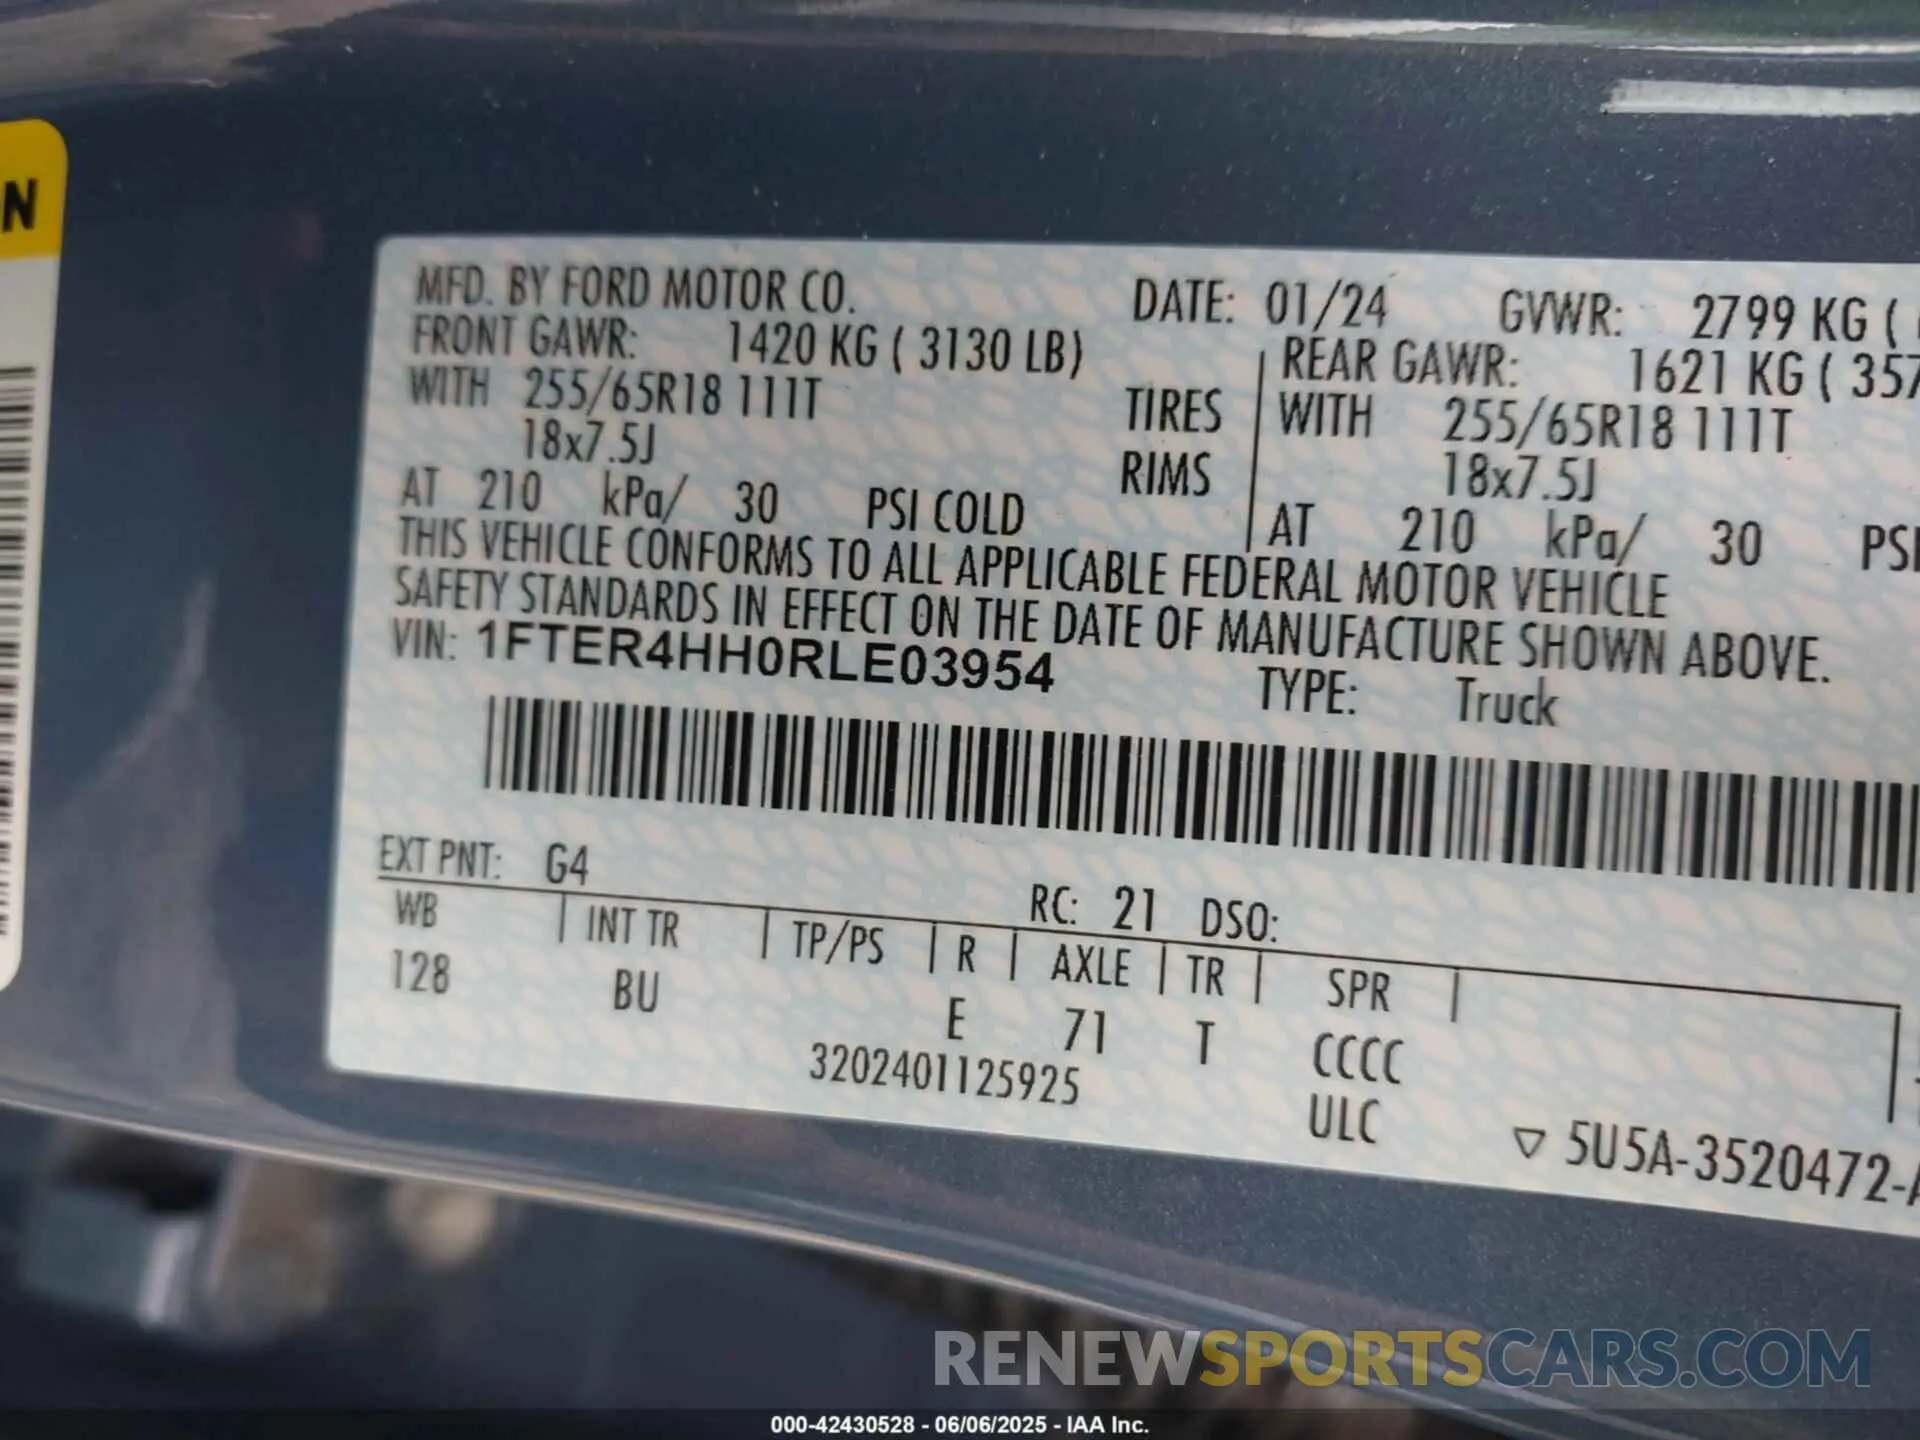 N
MFD. BY FORD MOTOR CO. DATE: 01/24 GVWR: 2799 KG (
FRONT GAWR: 1420 KG ( 3130 LB) REAR GAWR: 1621 KG ( 357
WITH 255/65R18 111T TIRES WITH 255/65R18 111T
18x7.5J RIMS 18x7.5J
AT 210 kPa/ 30 PSI COLD AT 210 kPa/ 30 PSI
THIS VEHICLE CONFORMS TO ALL APPLICABLE FEDERAL MOTOR VEHICLE
SAFETY STANDARDS IN EFFECT ON THE DATE OF MANUFACTURE SHOWN ABOVE.
VIN: 1FTER4HH0RLE03954 TYPE: Truck
EXT PNT: G4 RC: 21 DSO:
WB INT TR TP/PS R AXLE TR SPR
128 BU E 71 T CCCC
3202401125925 ULC
▽ 5U5A-3520472-A
RENEWSPORTSCARS.COM
000-42430528 - 06/06/2025 - IAA Inc.